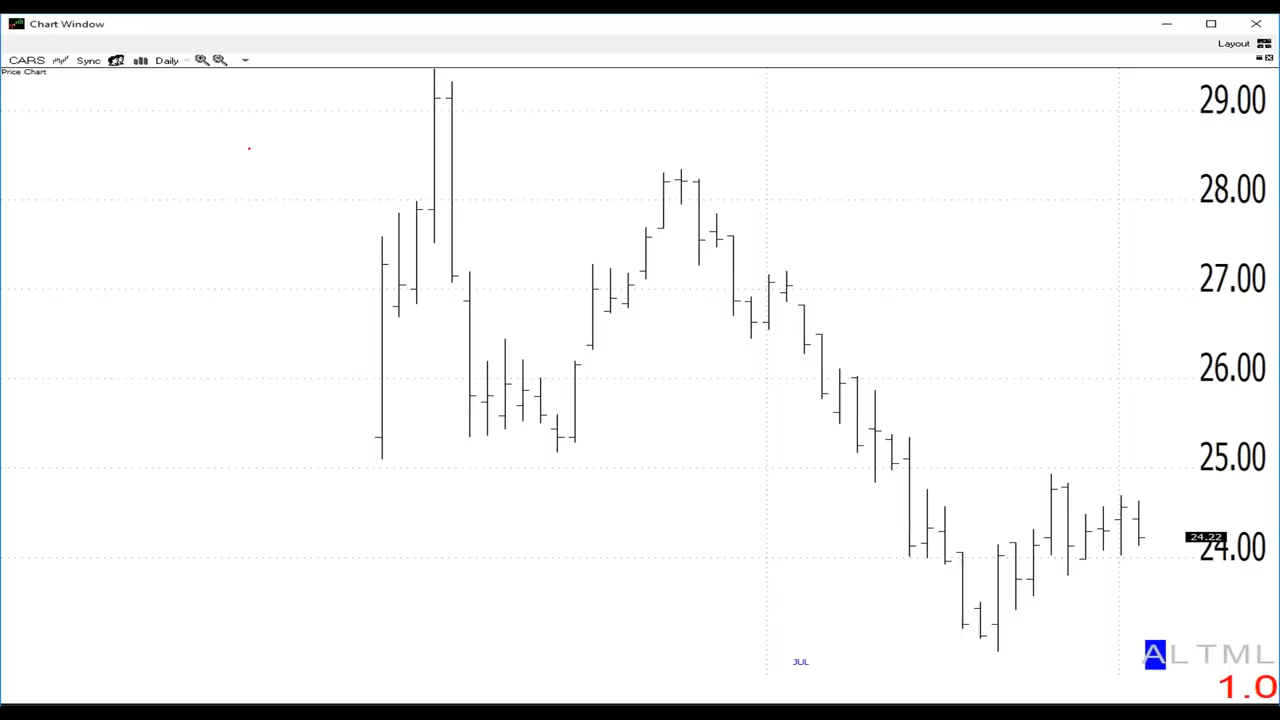 Chart Window
Layout
CARS Sync Daily
Price Chart
29.00
28.00
27.00
26.00
25.00
24.22
24.00
JUL
ALTML
1.0